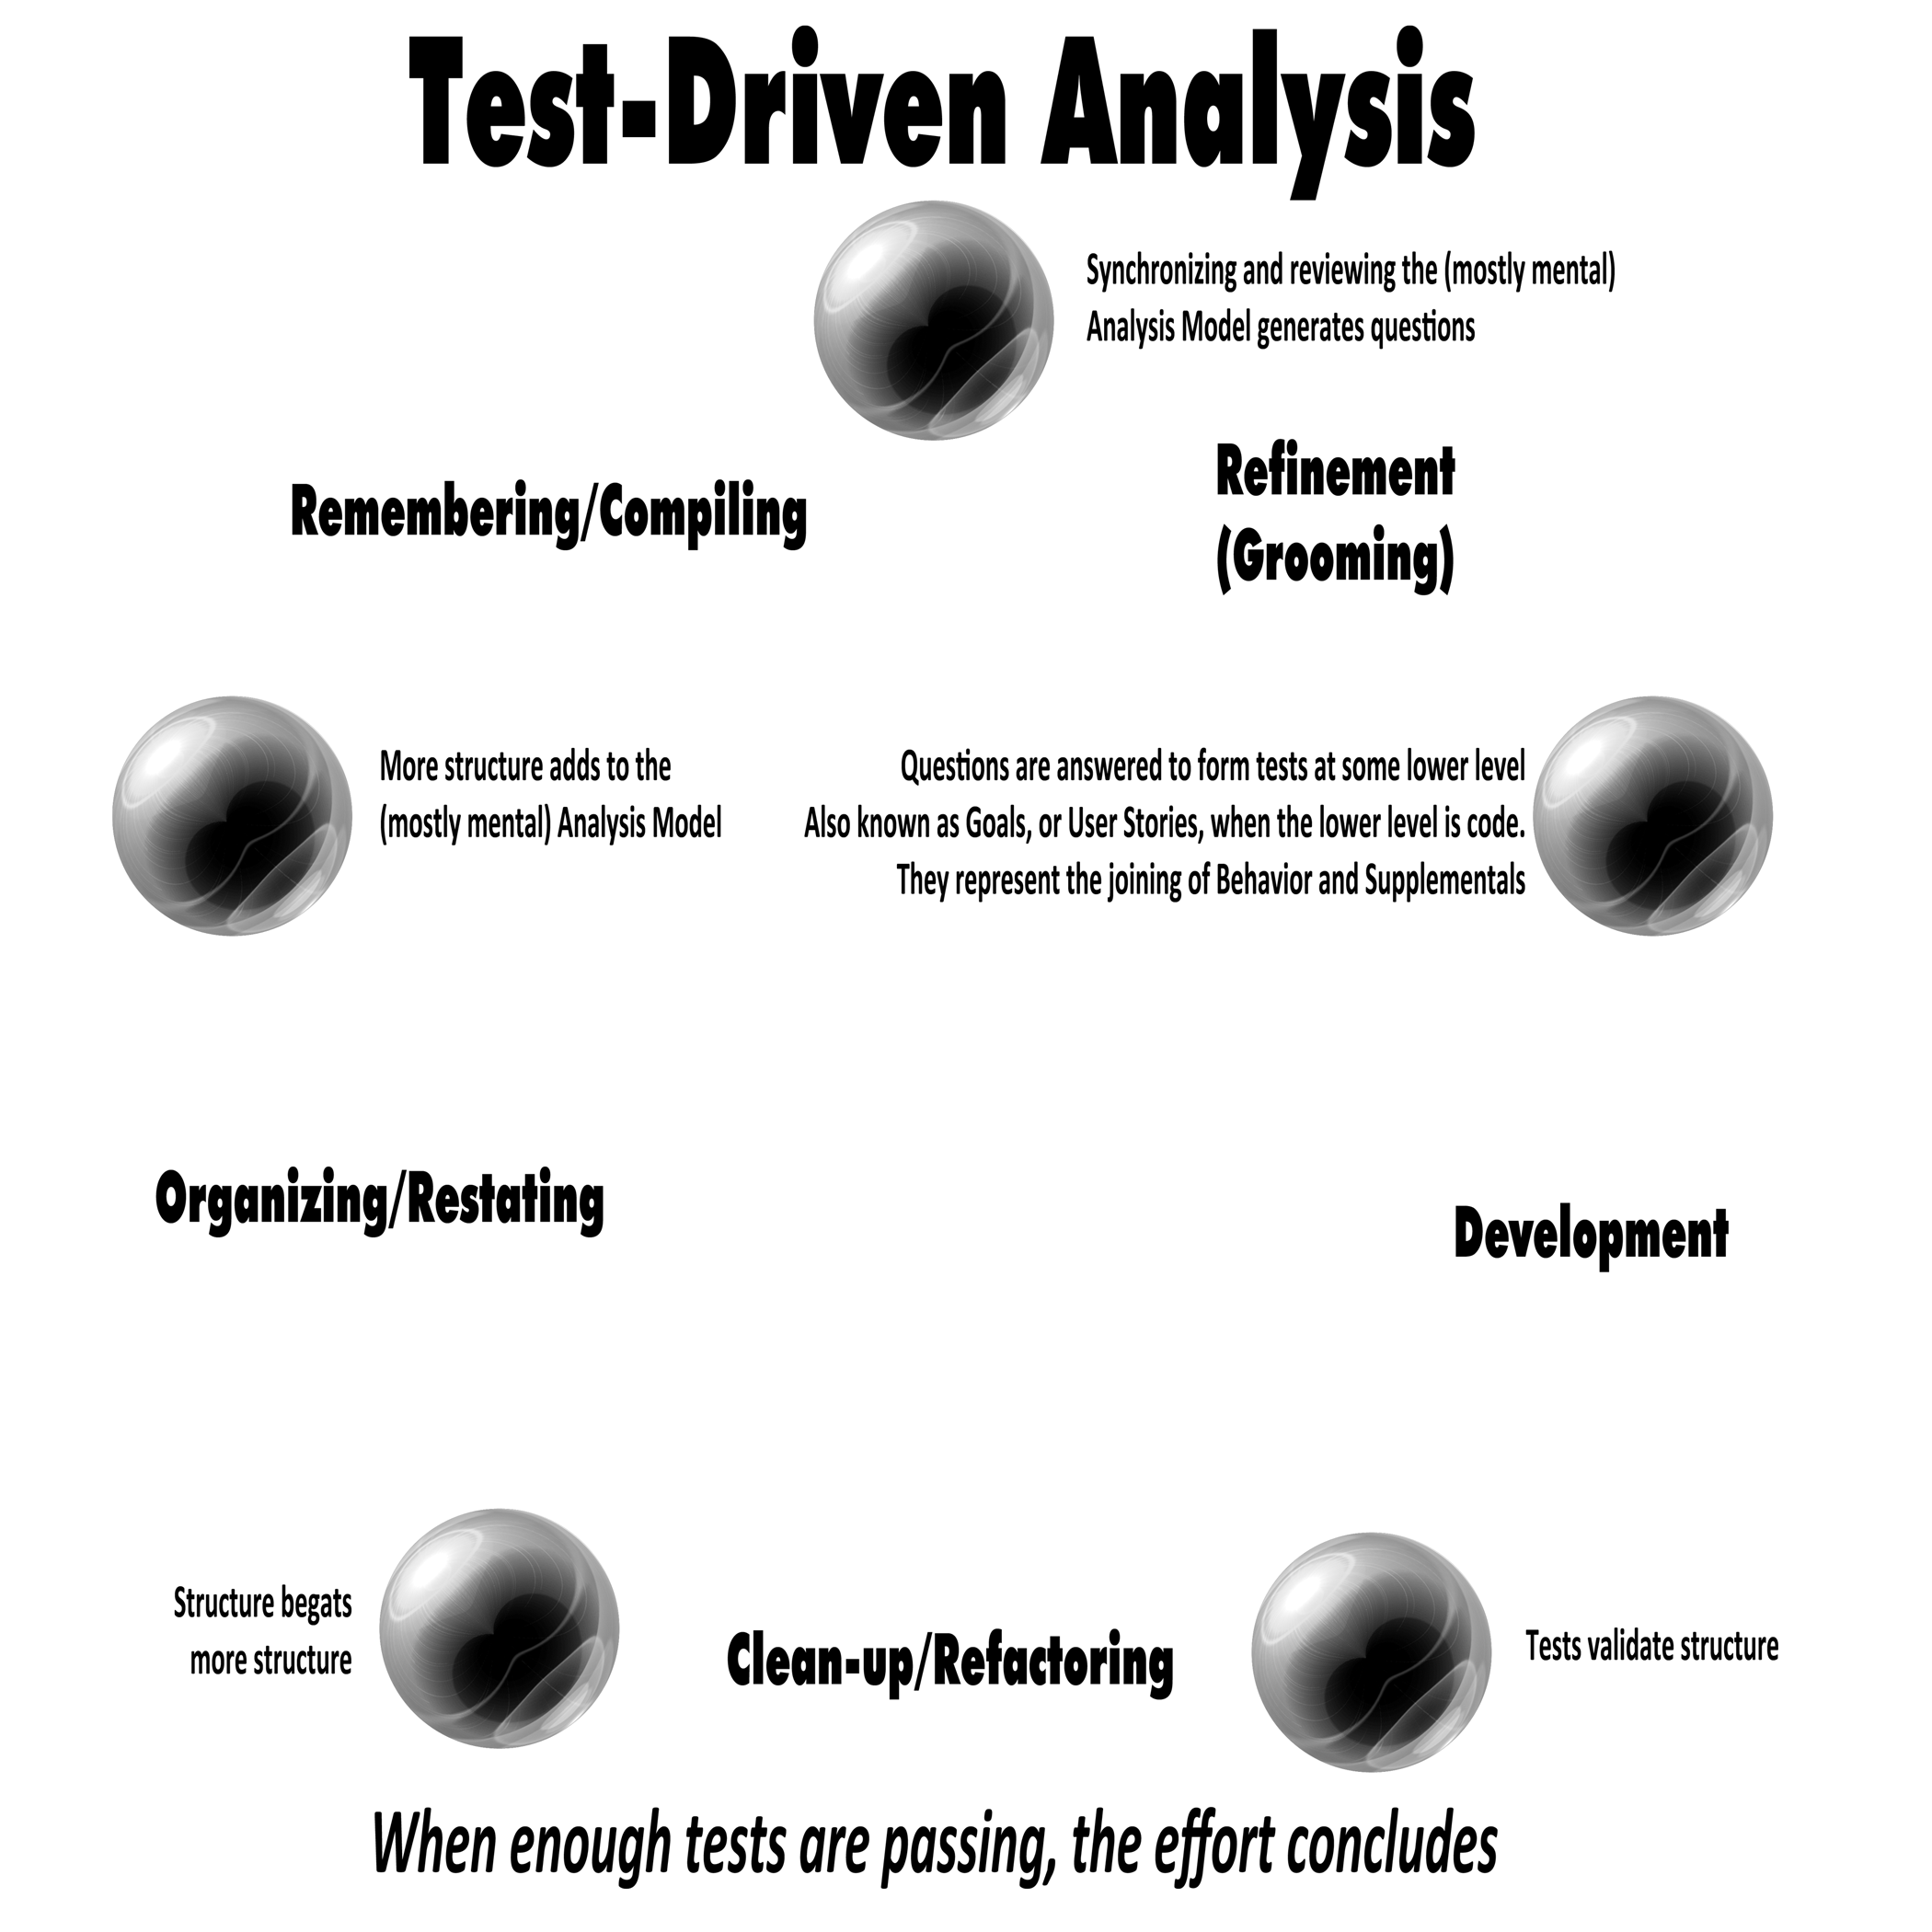 Test-Driven Analysis
Synchronizing and reviewing the (mostly mental)
Analysis Model generates questions
Refinement
(Grooming)
Remembering/Compiling
More structure adds to the
(mostly mental) Analysis Model
Questions are answered to form tests at some lower level
Also known as Goals, or User Stories, when the lower level is code.
They represent the joining of Behavior and Supplementals
Organizing/Restating
Development
Structure begats
more structure
Clean-up/Refactoring
Tests validate structure
When enough tests are passing, the effort concludes